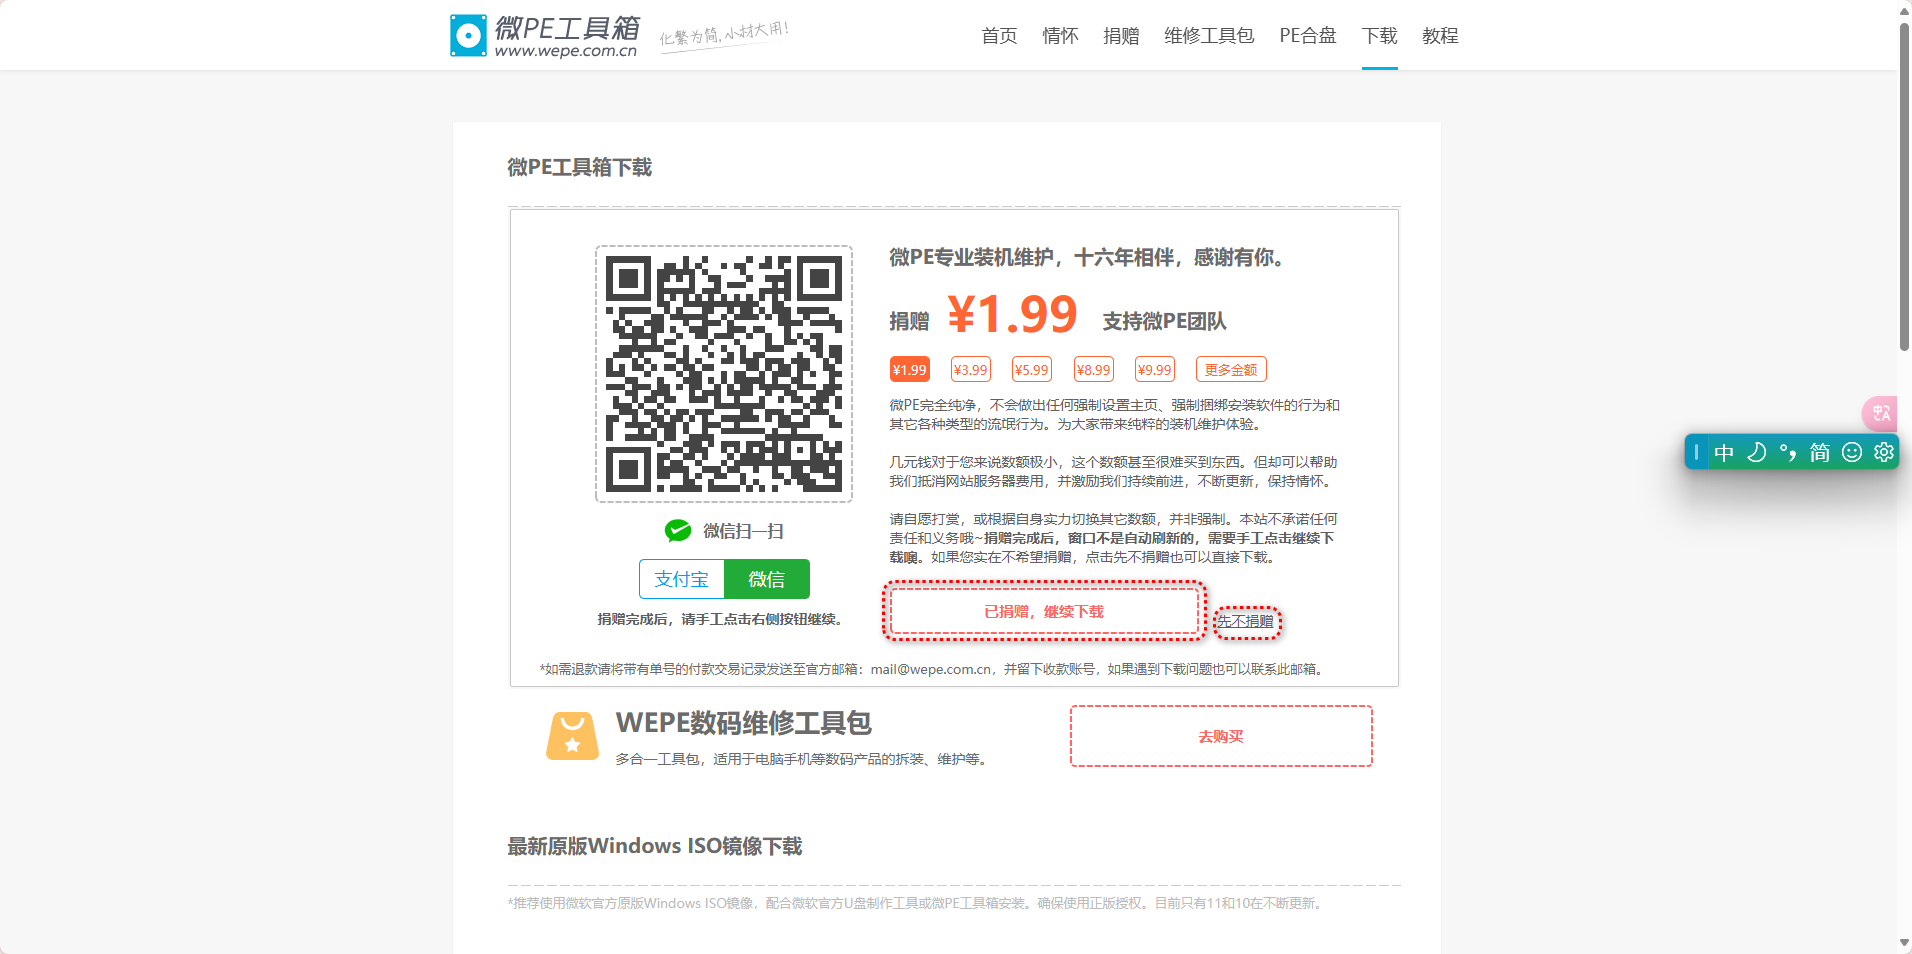 微PE工具箱
www.wepe.com.cn
化繁为简,小材大用!
首页 情怀 捐赠 维修工具包 PE合盘 下载 教程
微PE工具箱下载
微PE专业装机维护，十六年相伴，感谢有你。
捐赠 ¥1.99 支持微PE团队
¥1.99 ¥3.99 ¥5.99 ¥8.99 ¥9.99 更多金额
微PE完全纯净，不会做出任何强制设置主页、强制捆绑安装软件的行为和
其它各种类型的流氓行为。为大家带来纯粹的装机维护体验。
几元钱对于您来说数额极小，这个数额甚至很难买到东西。但却可以帮助
我们抵消网站服务器费用，并激励我们持续前进，不断更新，保持情怀。
请自愿打赏，或根据自身实力切换其它数额，并非强制。本站不承诺任何
责任和义务哦~捐赠完成后，窗口不是自动刷新的，需要手工点击继续下
载噢。如果您实在不希望捐赠，点击先不捐赠也可以直接下载。
微信扫一扫
支付宝 微信
捐赠完成后，请手工点击右侧按钮继续。
已捐赠，继续下载
先不捐赠
*如需退款请将带有单号的付款交易记录发送至官方邮箱：mail@wepe.com.cn，并留下收款账号，如果遇到下载问题也可以联系此邮箱。
WEPE数码维修工具包
多合一工具包，适用于电脑手机等数码产品的拆装、维护等。
去购买
最新原版Windows ISO镜像下载
*推荐使用微软官方原版Windows ISO镜像，配合微软官方U盘制作工具或微PE工具箱安装。确保使用正版授权。目前只有11和10在不断更新。
中 简